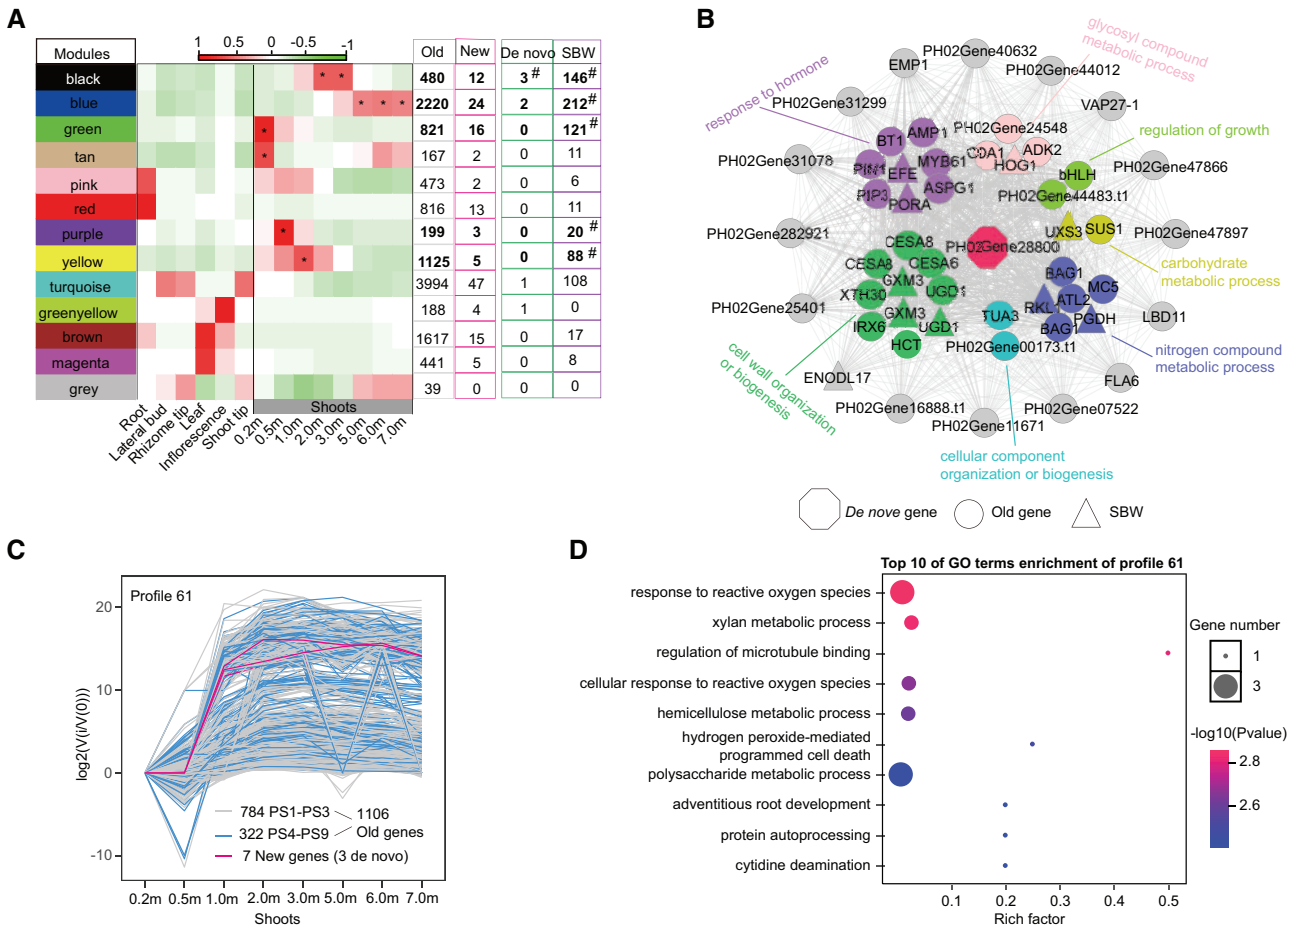 A
1 0.5 0 -0.5 -1
Modules Old New De novo SBW
black * * 480 12 3 # 146#
blue * * * 2220 24 2 212#
green * 821 16 0 121#
tan * 167 2 0 11
pink 473 2 0 6
red 816 13 0 11
purple * 199 3 0 20 #
yellow * 1125 5 0 88 #
turquoise 3994 47 1 108
greenyellow 188 4 1 0
brown 1617 15 0 17
magenta 441 5 0 8
grey 39 0 0 0
Root
Lateral bud
Rhizome tip
Leaf
Inflorescence
Shoot tip
Shoots
0.2m
0.5m
1.0m
2.0m
3.0m
5.0m
6.0m
7.0m
B
glycosyl compound
metabolic process
PH02Gene40632
EMP1
PH02Gene44012
response to hormone
PH02Gene31299
VAP27-1
AMP1
PH02Gene24548
regulation of growth
BT1
PH02Gene31078
MYB61
CDA1
ADK2
HOG1
PH02Gene47866
PIN1
EFE
bHLH
PIP3
ASPG1
PORA
PH02Gene44483.t1
PH02Gene282921
CESA8
PH02Gene28800
UXS3
SUS1
PH02Gene47897
CESA8
CESA6
carbohydrate
metabolic process
GXM3
BAG1
XTH30
UGD1
MC5
PH02Gene25401
GXM3
TUA3
RKL1
ATL2
PGDH
LBD11
IRX6
UGD1
BAG1
HCT
PH02Gene00173.t1
nitrogen compound
metabolic process
cell wall organization
or biogenesis
ENODL17
FLA6
PH02Gene16888.t1
PH02Gene07522
PH02Gene11671
cellular component
organization or biogenesis
De nove gene Old gene SBW
C
Profile 61
log2(V(i/V(0)))
20
10
0
-10
784 PS1-PS3
322 PS4-PS9
1106
Old genes
7 New genes (3 de novo)
0.2m 0.5m 1.0m 2.0m 3.0m 5.0m 6.0m 7.0m
Shoots
D
Top 10 of GO terms enrichment of profile 61
response to reactive oxygen species
xylan metabolic process
regulation of microtubule binding
cellular response to reactive oxygen species
hemicellulose metabolic process
hydrogen peroxide-mediated
programmed cell death
polysaccharide metabolic process
adventitious root development
protein autoprocessing
cytidine deamination
0.1 0.2 0.3 0.4 0.5
Rich factor
Gene number
1
3
-log10(Pvalue)
2.8
2.6